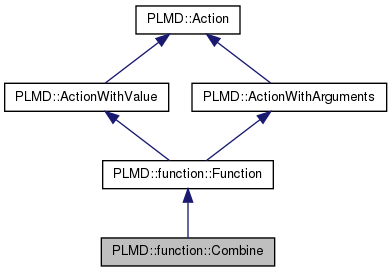 PLMD::Action
PLMD::ActionWithValue
PLMD::ActionWithArguments
PLMD::function::Function
PLMD::function::Combine